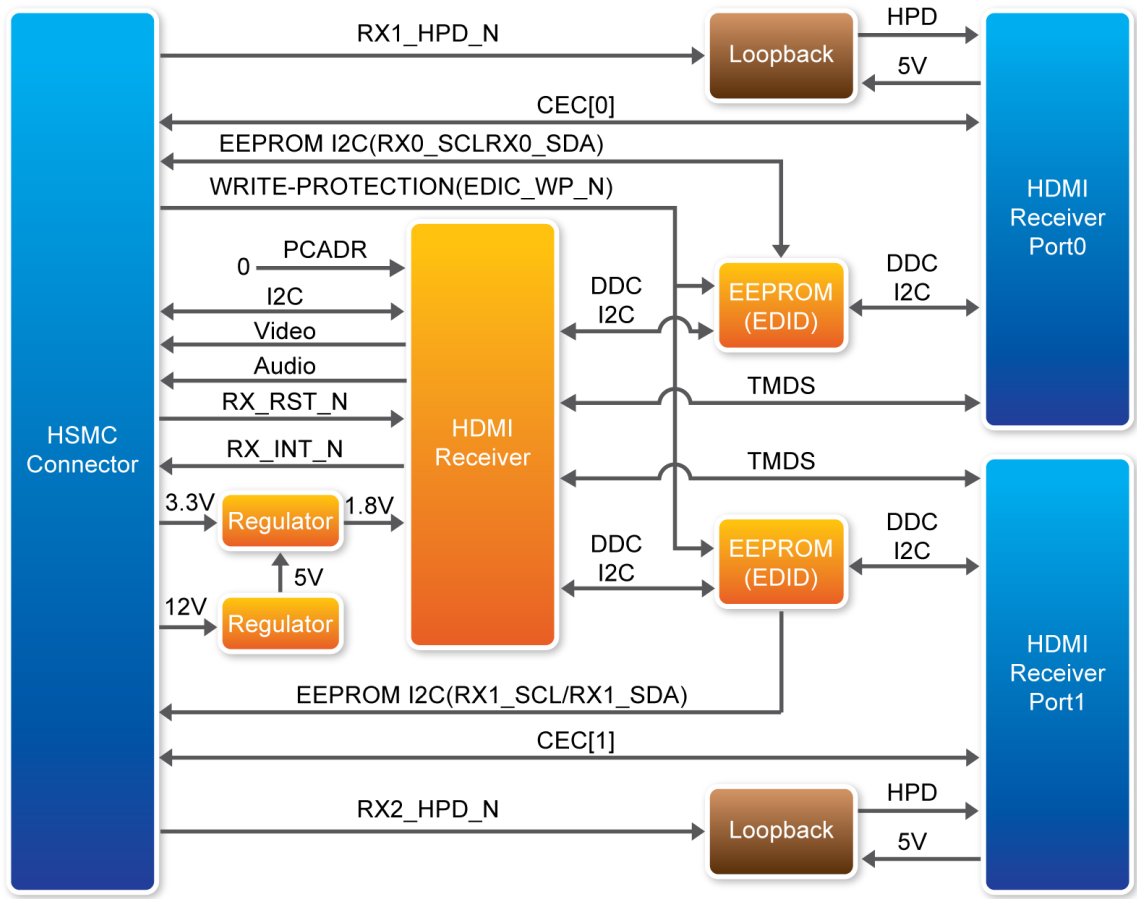 RX1_HPD_N
Loopback
HPD
5V
CEC[0]
EEPROM I2C(RX0_SCLRX0_SDA)
WRITE-PROTECTION(EDIC_WP_N)
HDMI
Receiver
Port0
0
PCADR
I2C
Video
Audio
RX_RST_N
RX_INT_N
HSMC
Connector
HDMI
Receiver
DDC
I2C
EEPROM
(EDID)
DDC
I2C
TMDS
TMDS
3.3V
Regulator
1.8V
5V
12V
Regulator
DDC
I2C
EEPROM
(EDID)
DDC
I2C
HDMI
Receiver
Port1
EEPROM I2C(RX1_SCL/RX1_SDA)
CEC[1]
RX2_HPD_N
Loopback
HPD
5V